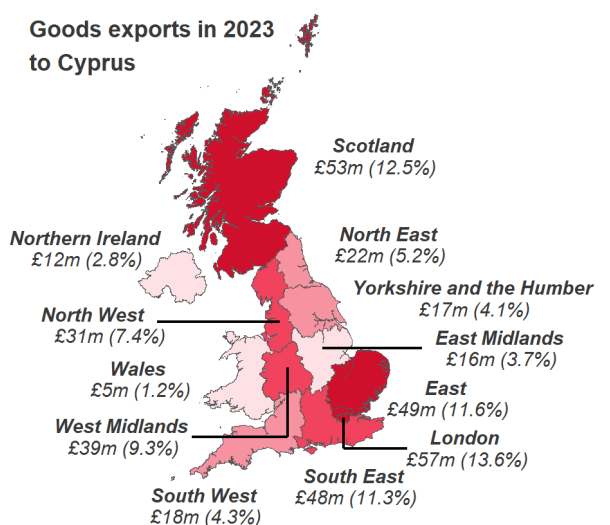 Goods exports in 2023
to Cyprus
Scotland
£53m (12.5%)
Northern Ireland
£12m (2.8%)
North East
£22m (5.2%)
Yorkshire and the Humber
£17m (4.1%)
North West
£31m (7.4%)
East Midlands
£16m (3.7%)
Wales
£5m (1.2%)
East
£49m (11.6%)
West Midlands
£39m (9.3%)
London
£57m (13.6%)
South East
£48m (11.3%)
South West
£18m (4.3%)